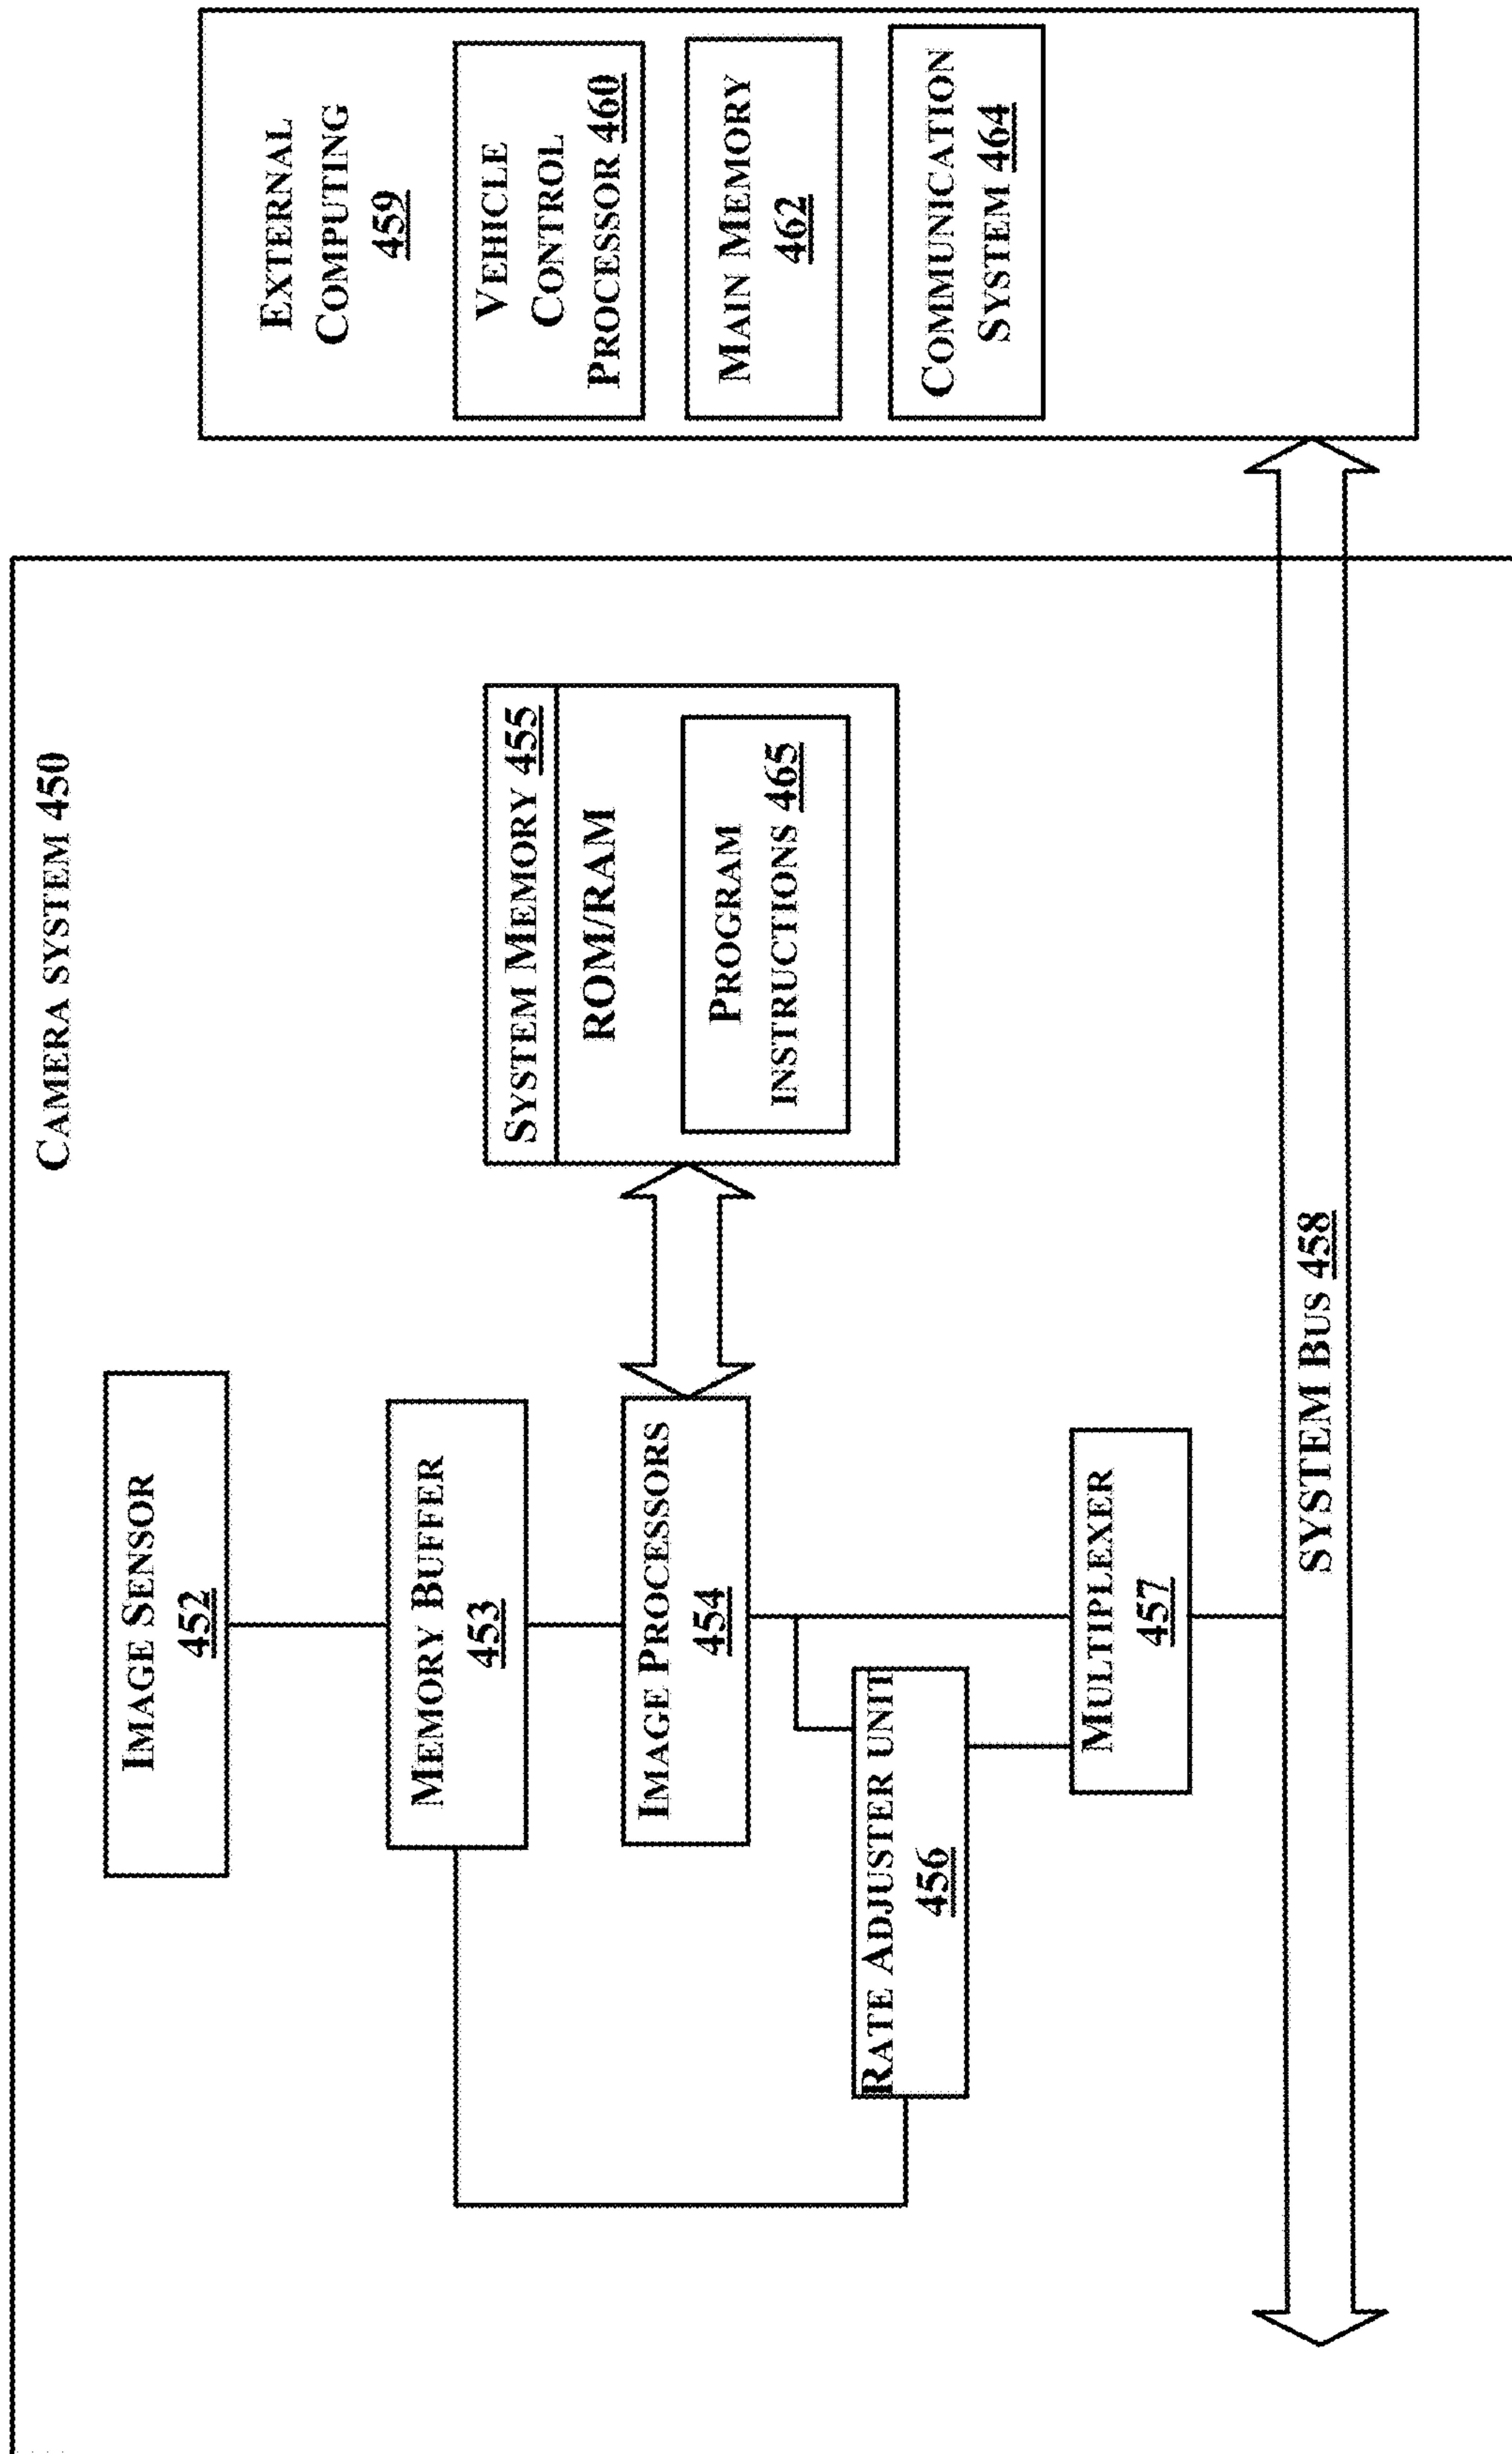 CAMERA SYSTEM 450
IMAGE SENSOR
452
MEMORY BUFFER
453
IMAGE PROCESSORS
454
SYSTEM MEMORY 455
ROM/RAM
PROGRAM
INSTRUCTIONS 465
RATE ADJUSTER UNIT
456
MULTIPLEXER
457
SYSTEM BUS 458
EXTERNAL
COMPUTING
459
VEHICLE
CONTROL
PROCESSOR 460
MAIN MEMORY
462
COMMUNICATION
SYSTEM 464